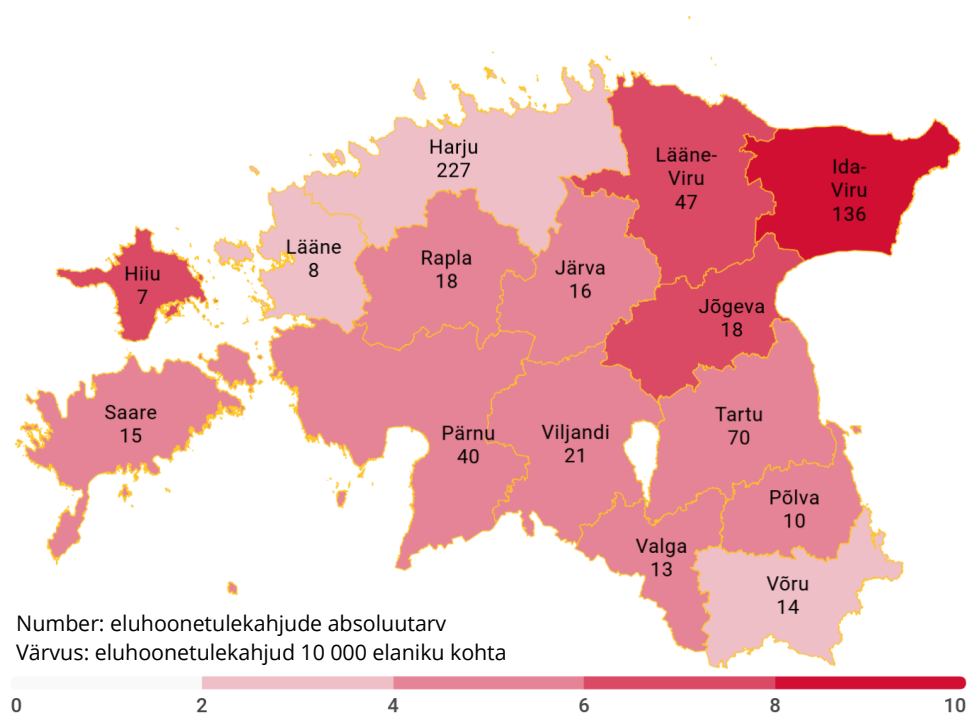 Harju
227
Lääne-
Viru
47
Ida-
Viru
136
Lääne
8
Rapla
18
Järva
16
Hiiu
7
Jõgeva
18
Saare
15
Pärnu
40
Viljandi
21
Tartu
70
Põlva
10
Valga
13
Võru
14
Number: eluhoonetulekahjude absoluutarv
Värvus: eluhoonetulekahjud 10 000 elaniku kohta
0 2 4 6 8 10